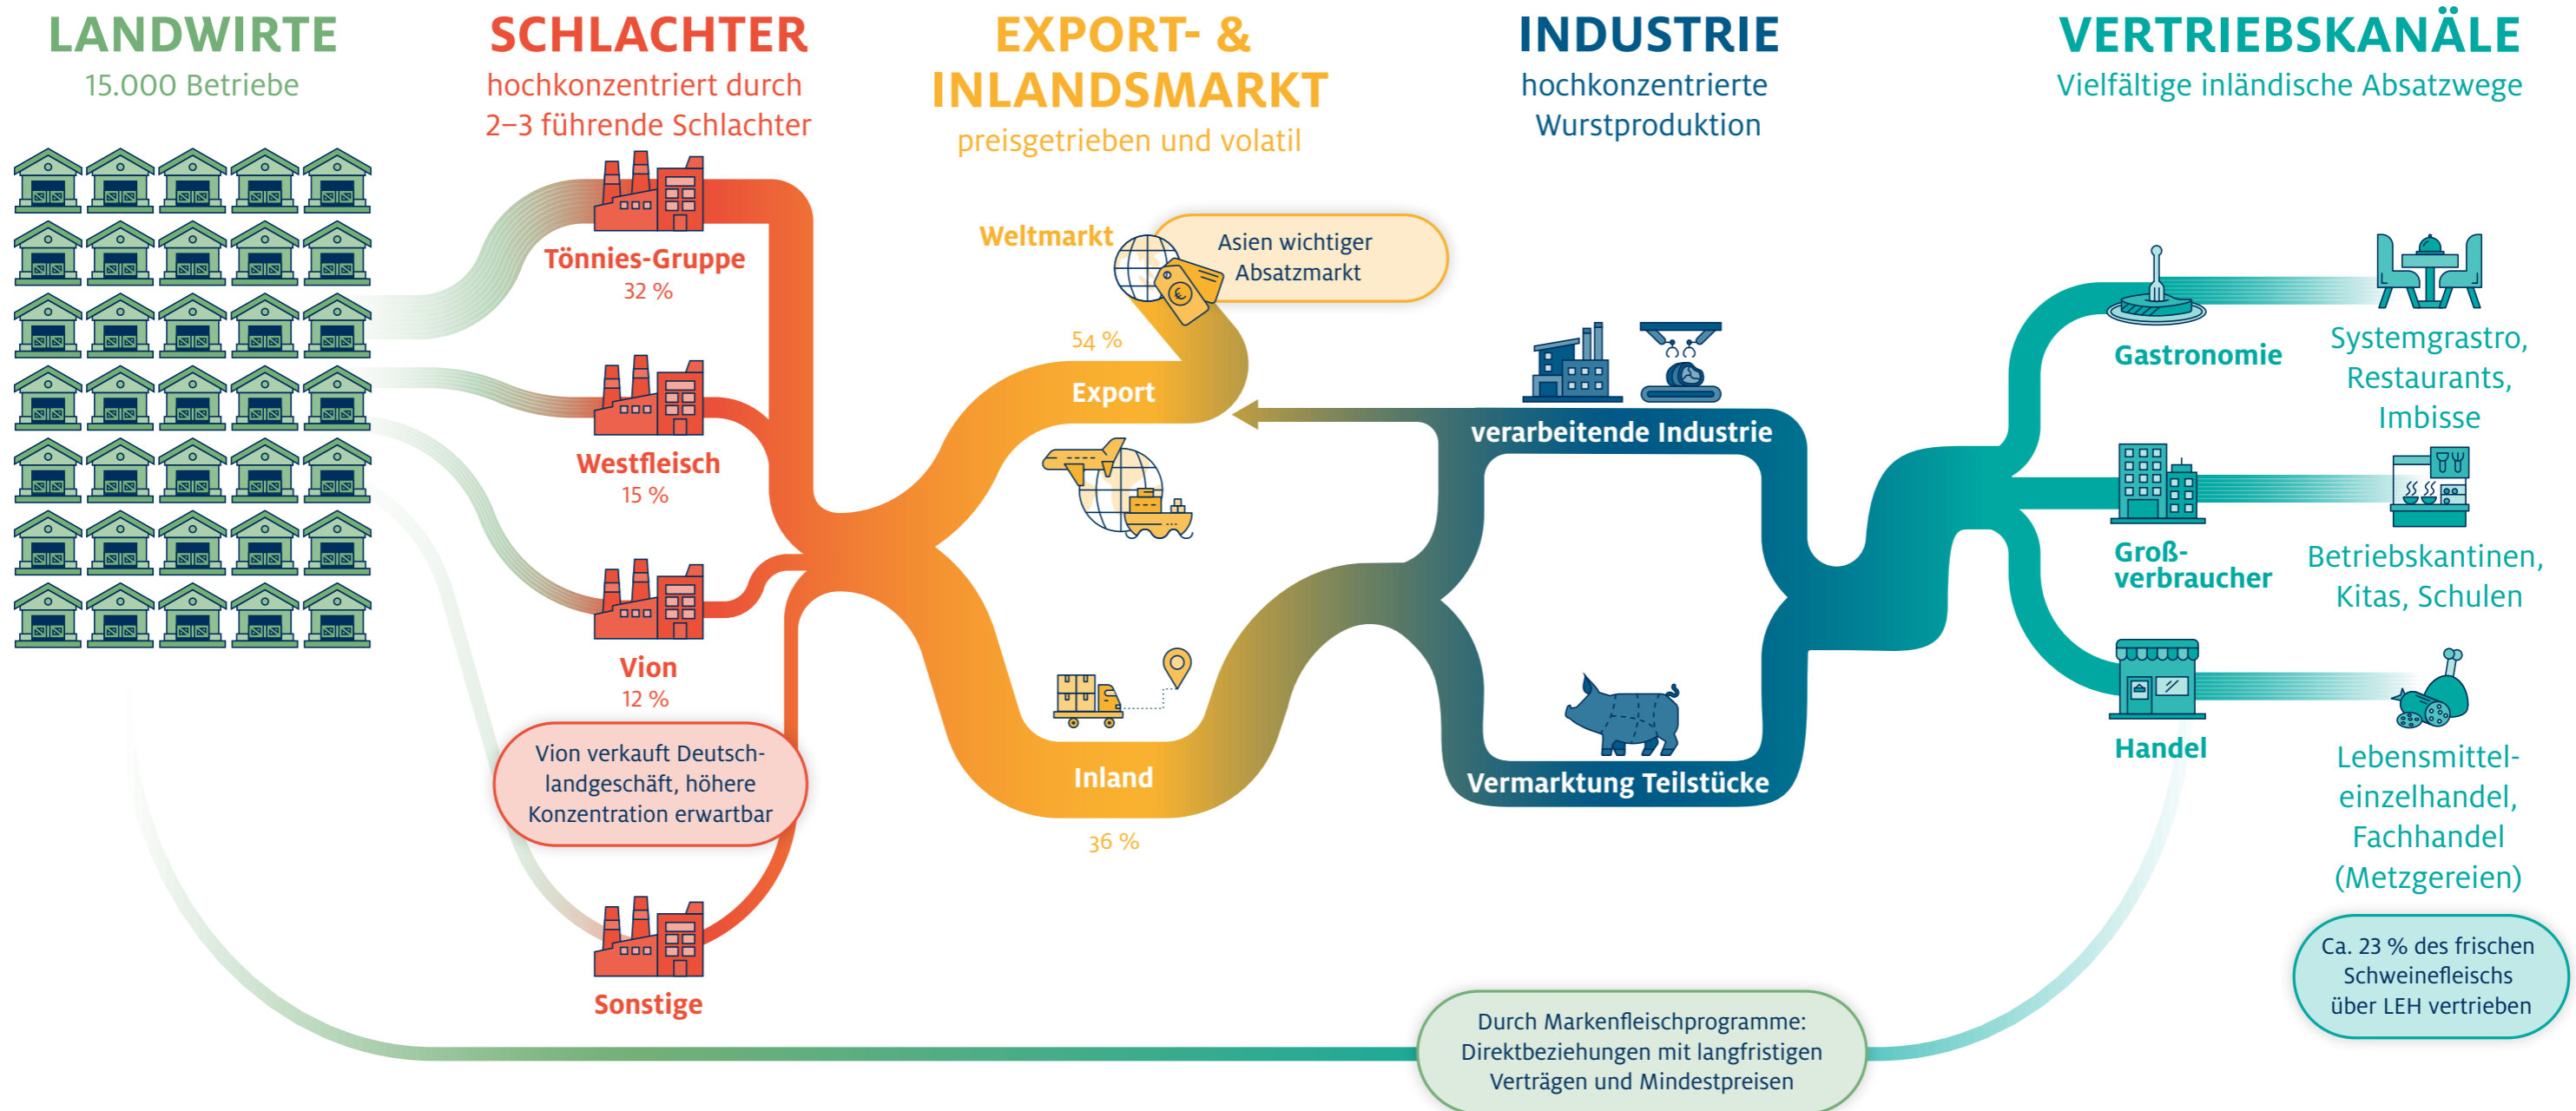 LANDWIRTE
15.000 Betriebe
SCHLACHTER
hochkonzentriert durch
2–3 führende Schlachter
Tönnies-Gruppe
32 %
Westfleisch
15 %
Vion
12 %
Vion verkauft Deutsch-
landgeschäft, höhere
Konzentration erwartbar
Sonstige
EXPORT- &
INLANDSMARKT
preisgetrieben und volatil
Weltmarkt
Asien wichtiger
Absatzmarkt
54 %
Export
Inland
36 %
INDUSTRIE
hochkonzentrierte
Wurstproduktion
verarbeitende Industrie
Vermarktung Teilstücke
VERTRIEBSKANÄLE
Vielfältige inländische Absatzwege
Gastronomie
Systemgrastro,
Restaurants,
Imbisse
Groß-
verbraucher
Betriebskantinen,
Kitas, Schulen
Handel
Lebensmittel-
einzelhandel,
Fachhandel
(Metzgereien)
Ca. 23 % des frischen
Schweinefleischs
über LEH vertrieben
Durch Markenfleischprogramme:
Direktbeziehungen mit langfristigen
Verträgen und Mindestpreisen